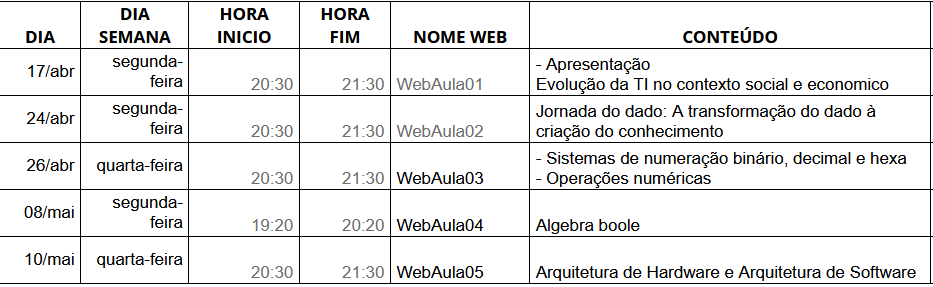 DIA DIA SEMANA HORA INICIO HORA FIM NOME WEB CONTEÚDO
17/abr segunda-feira 20:30 21:30 WebAula01 - Apresentação
Evolução da TI no contexto social e economico
24/abr segunda-feira 20:30 21:30 WebAula02 Jornada do dado: A transformação do dado à
criação do conhecimento
26/abr quarta-feira 20:30 21:30 WebAula03 - Sistemas de numeração binário, decimal e hexa
- Operações numéricas
08/mai segunda-feira 19:20 20:20 WebAula04 Algebra boole
10/mai quarta-feira 20:30 21:30 WebAula05 Arquitetura de Hardware e Arquitetura de Software